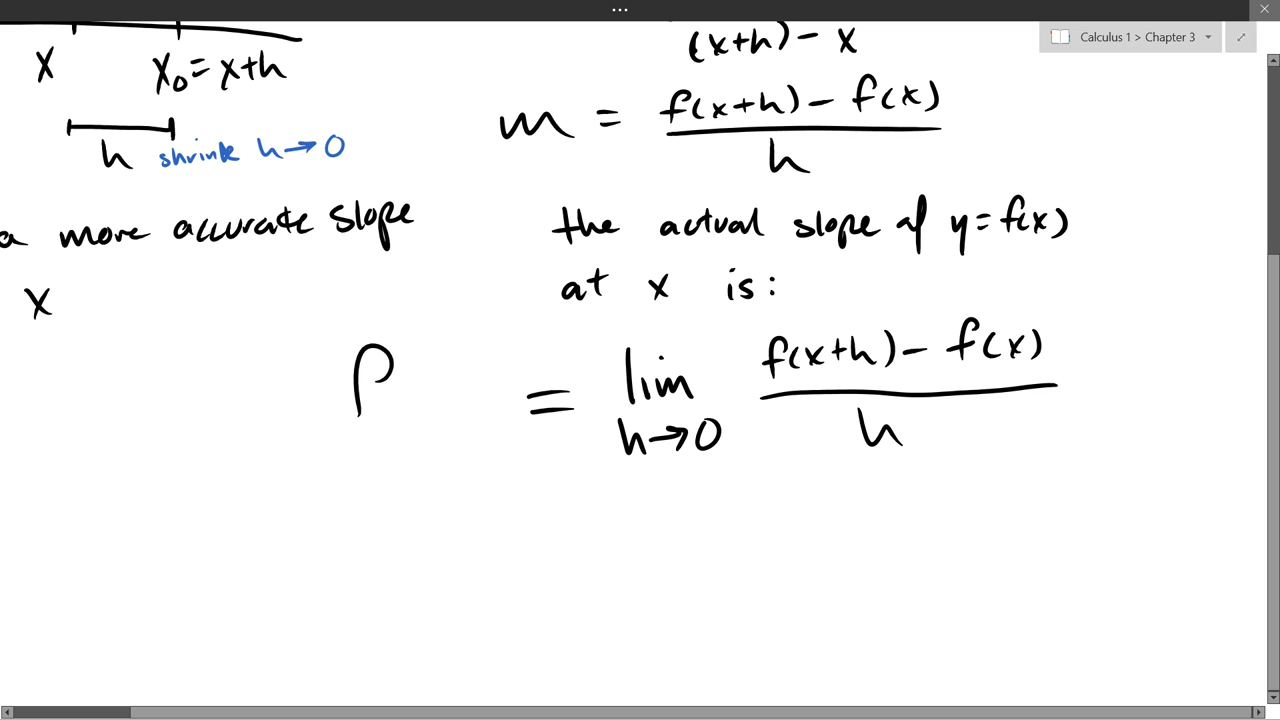 Calculus 1 > Chapter 3
(x+h) - x
x x₀ = x+h
m = f(x+h) - f(x) / h
h shrink h→0
a more accurate slope
x
the actual slope of y = f(x)
at x is:
= lim h→0 f(x+h) - f(x) / h